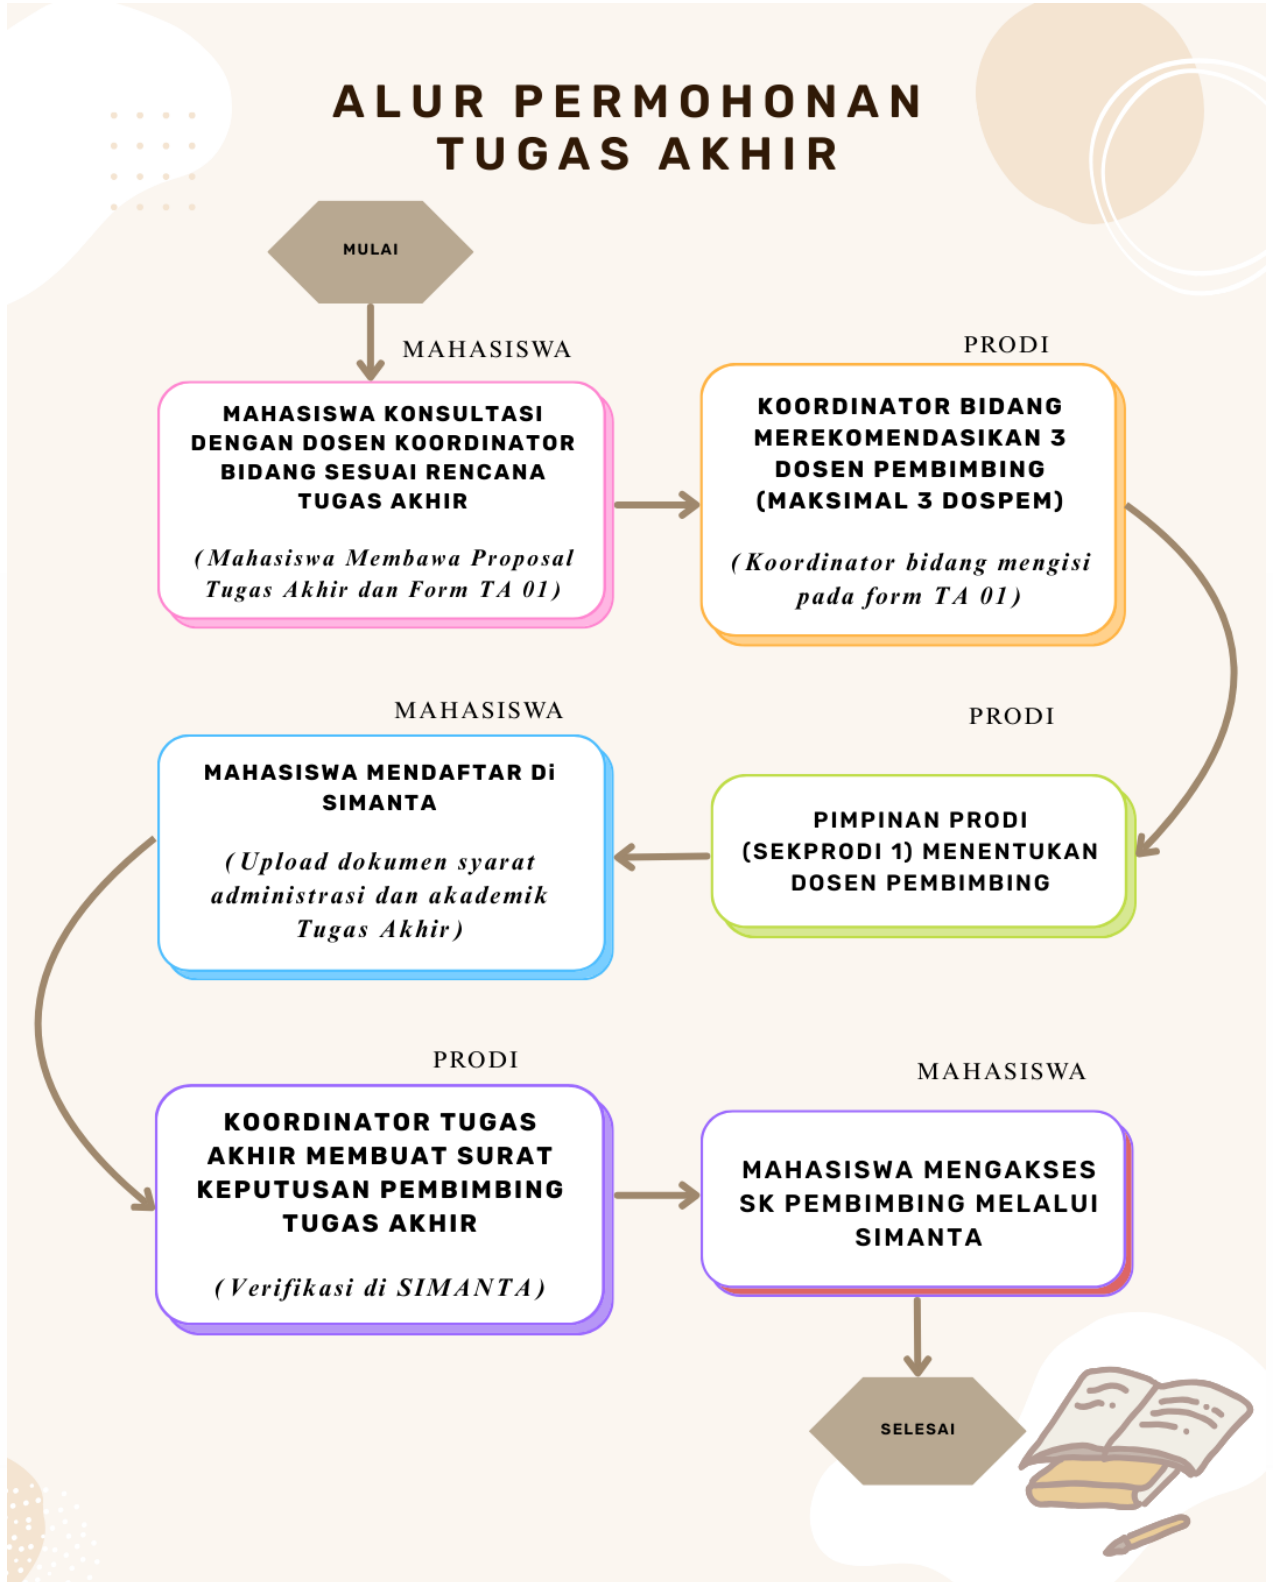 ALUR PERMOHONAN
TUGAS AKHIR
MULAI
MAHASISWA
MAHASISWA KONSULTASI
DENGAN DOSEN KOORDINATOR
BIDANG SESUAI RENCANA
TUGAS AKHIR
(Mahasiswa Membawa Proposal
Tugas Akhir dan Form TA 01)
PRODI
KOORDINATOR BIDANG
MEREKOMENDASIKAN 3
DOSEN PEMBIMBING
(MAKSIMAL 3 DOSPEM)
(Koordinator bidang mengisi
pada form TA 01)
PRODI
PIMPINAN PRODI
(SEKPRODI 1) MENENTUKAN
DOSEN PEMBIMBING
MAHASISWA
MAHASISWA MENDAFTAR Di
SIMANTA
(Upload dokumen syarat
administrasi dan akademik
Tugas Akhir)
PRODI
KOORDINATOR TUGAS
AKHIR MEMBUAT SURAT
KEPUTUSAN PEMBIMBING
TUGAS AKHIR
(Verifikasi di SIMANTA)
MAHASISWA
MAHASISWA MENGAKSES
SK PEMBIMBING MELALUI
SIMANTA
SELESAI